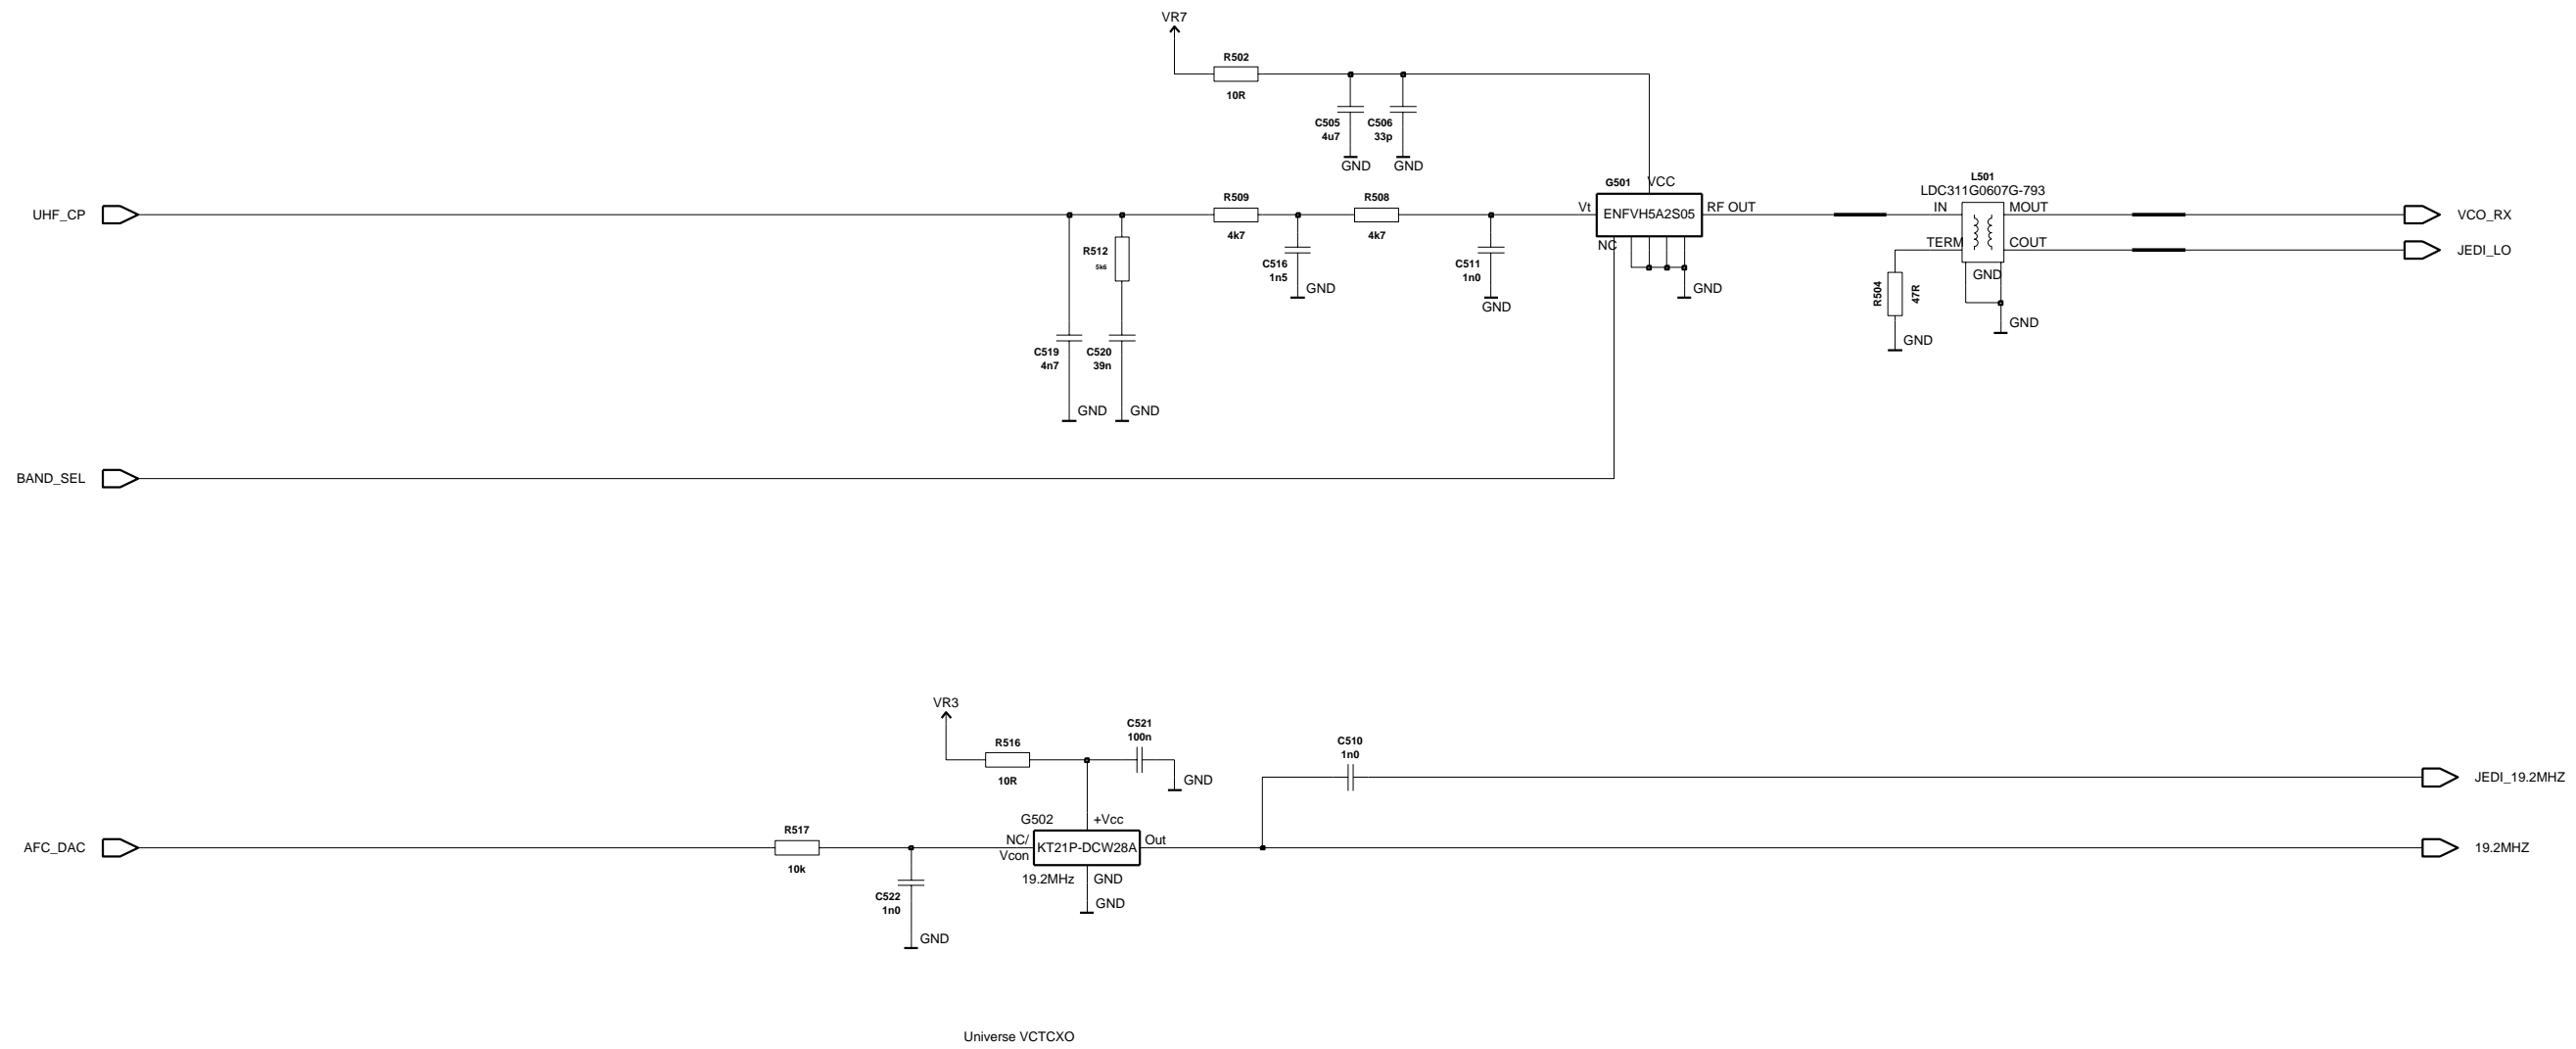 VR7
R502
10R
C505
4u7
C506
33p
GND
GND
UHF_CP
R509
4k7
R508
4k7
R512
5k6
C516
1n5
GND
C511
1n0
GND
C519
4n7
C520
39n
GND
GND
G501
VCC
Vt
ENFVH5A2S05
RF OUT
NC
GND
L501
LDC311G0607G-793
IN
MOUT
TERM
COUT
GND
R504
47R
GND
GND
VCO_RX
JEDI_LO
BAND_SEL
VR3
R516
10R
C521
100n
GND
C510
1n0
JEDI_19.2MHZ
AFC_DAC
R517
10k
C522
1n0
GND
G502
+Vcc
NC/
Vcon
KT21P-DCW28A
Out
19.2MHz
GND
GND
19.2MHZ
Universe VCTCXO